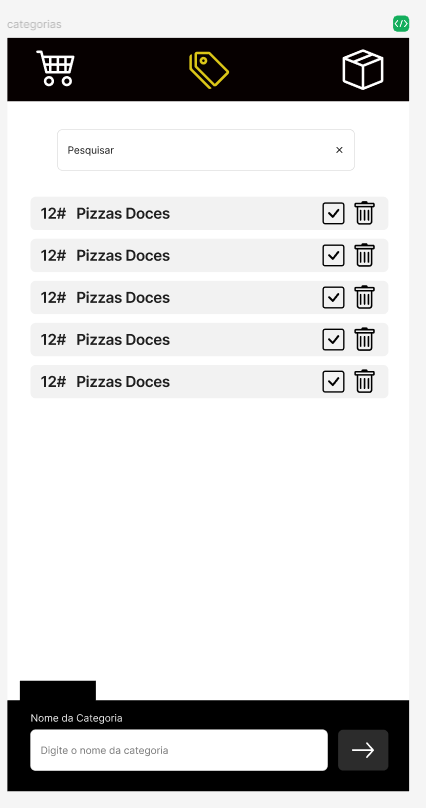 categorias
Pesquisar
12# Pizzas Doces
12# Pizzas Doces
12# Pizzas Doces
12# Pizzas Doces
12# Pizzas Doces
Nome da Categoria
Digite o nome da categoria